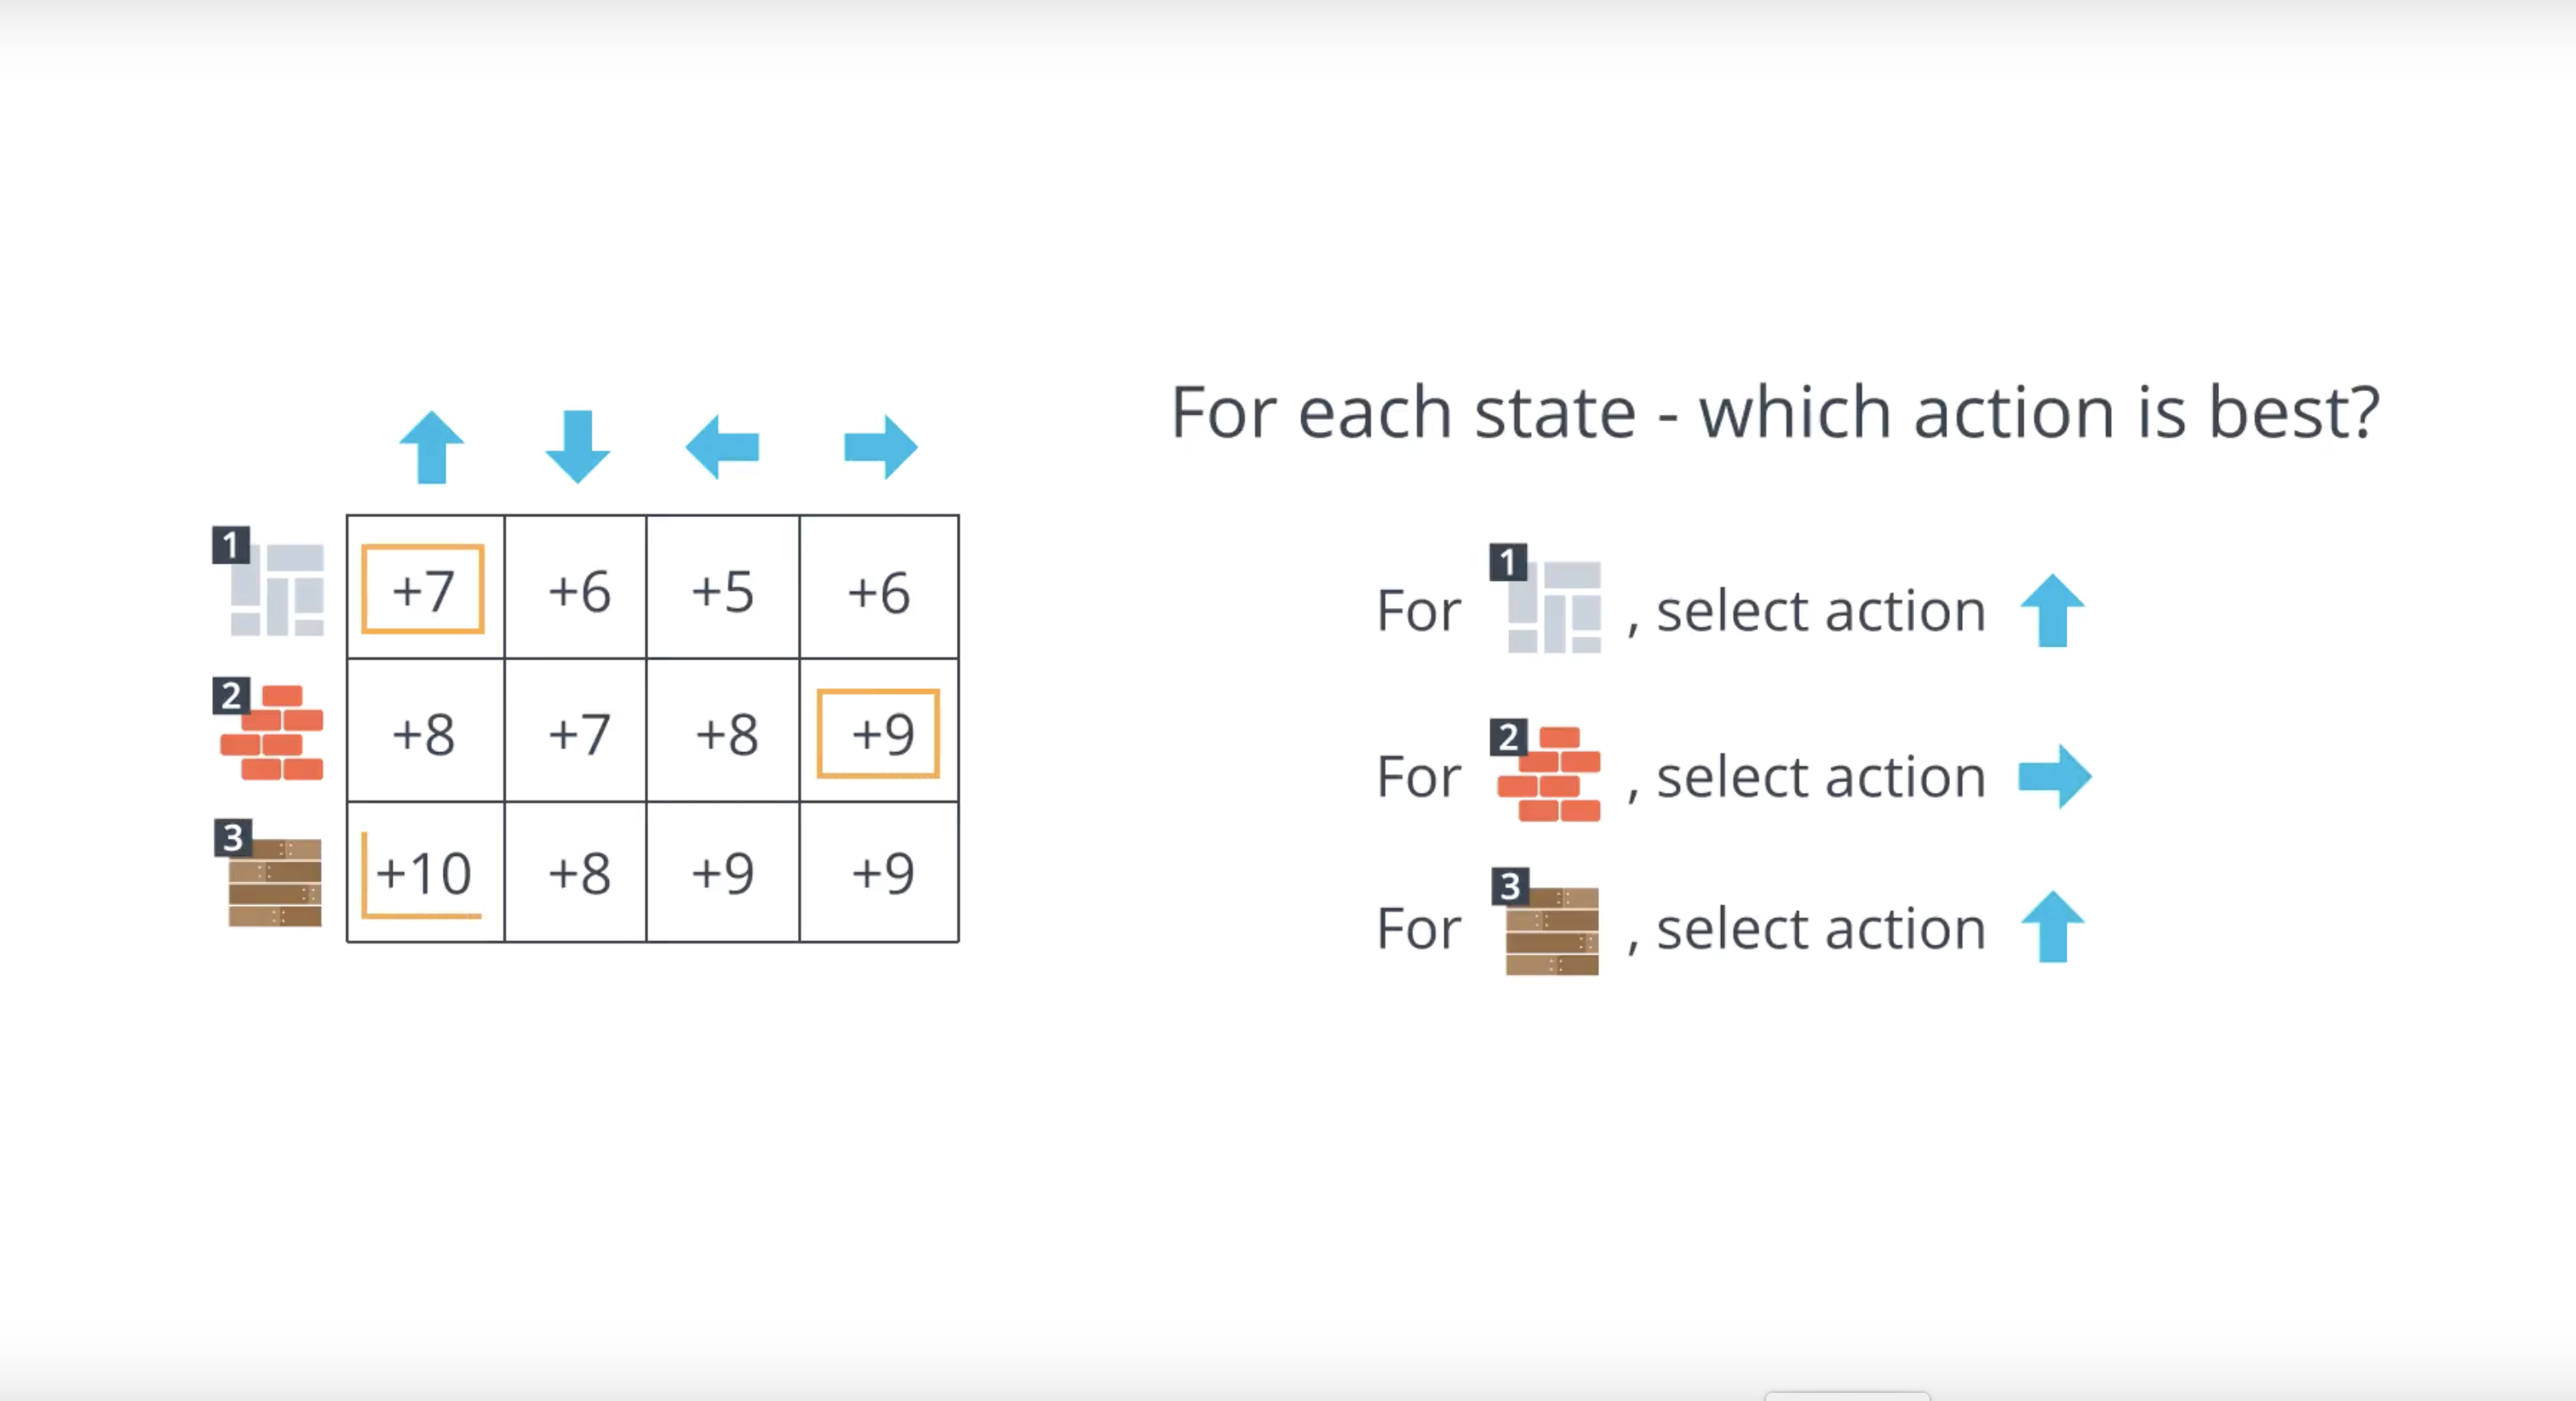 For each state - which action is best?
1 +7 +6 +5 +6
2 +8 +7 +8 +9
3 +10 +8 +9 +9
For 1 , select action
For 2 , select action
For 3 , select action